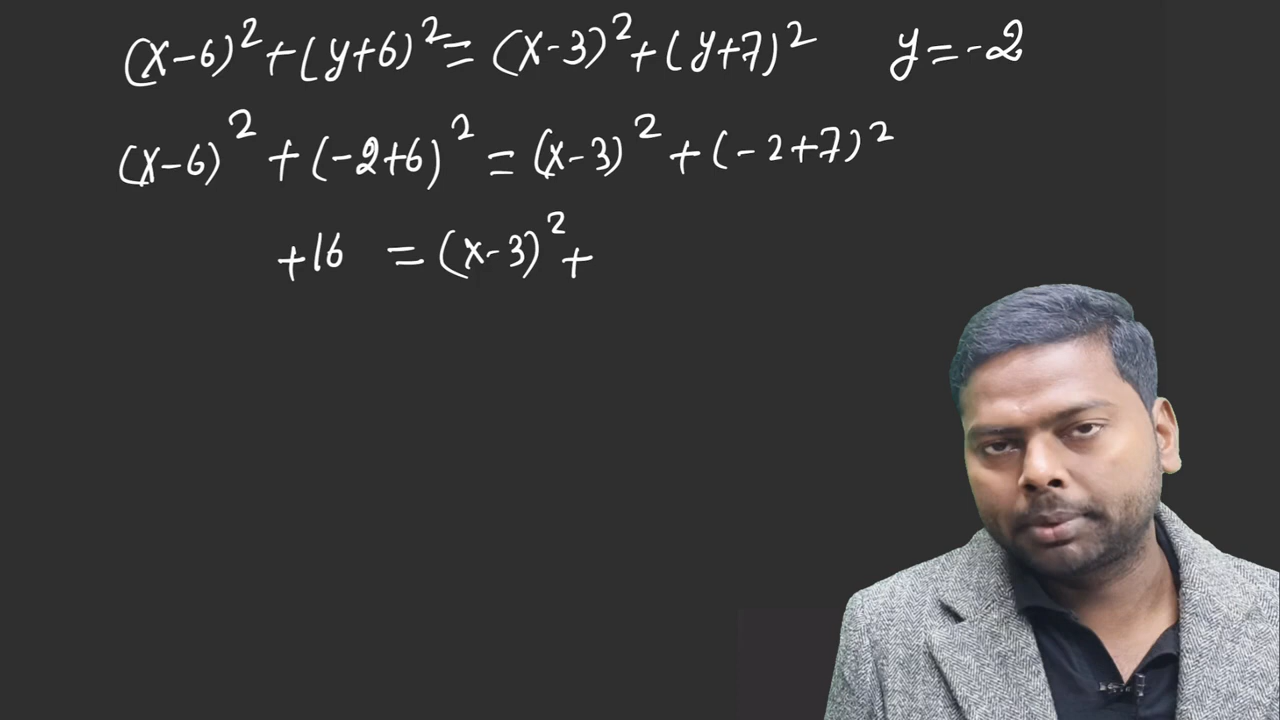 (x-6)²+(y+6)²=(x-3)²+(y+7)² y=-2
(x-6)²+(-2+6)²=(x-3)²+(-2+7)²
+16 =(x-3)²+